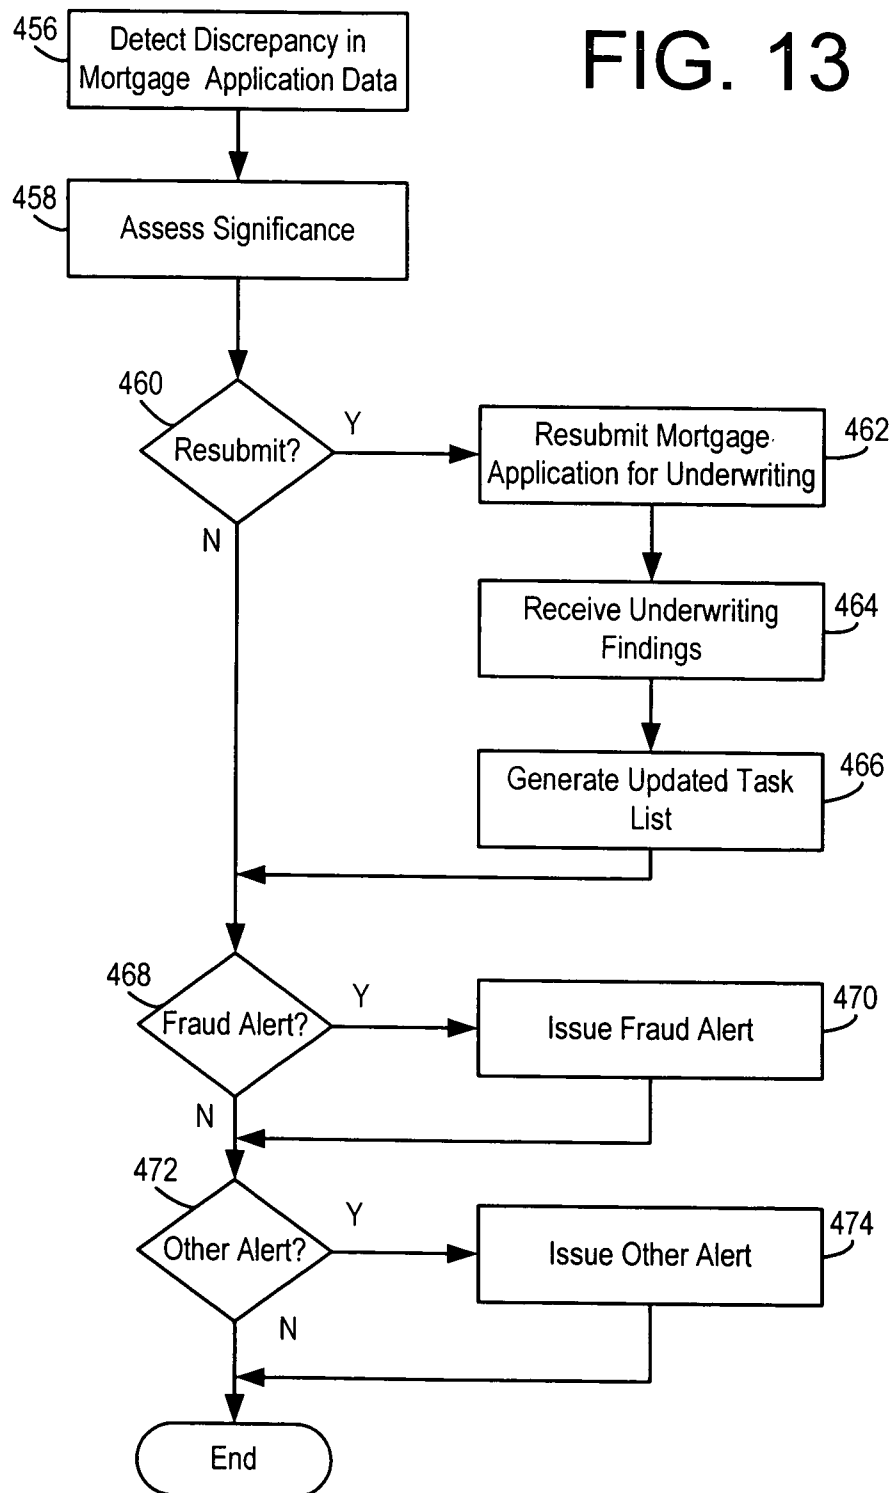 FIG. 13
456
Detect Discrepancy in
Mortgage Application Data
458
Assess Significance
460
Resubmit?
Y
N
Resubmit Mortgage
Application for Underwriting
462
Receive Underwriting
Findings
464
Generate Updated Task
List
466
468
Fraud Alert?
Y
N
Issue Fraud Alert
470
472
Other Alert?
Y
N
Issue Other Alert
474
End